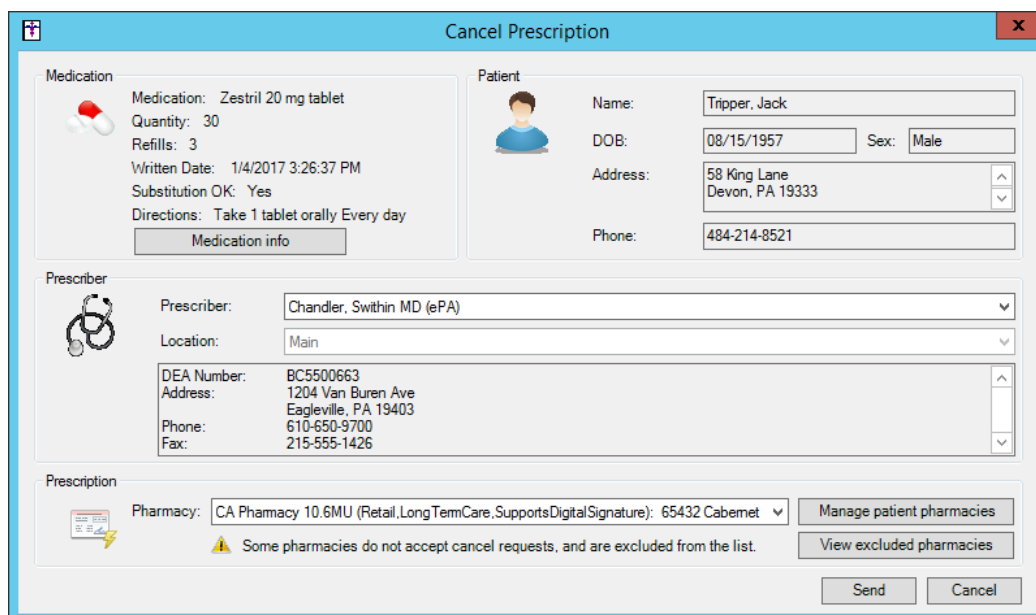 Cancel Prescription
x
Medication
Medication: Zestril 20 mg tablet
Quantity: 30
Refills: 3
Written Date: 1/4/2017 3:26:37 PM
Substitution OK: Yes
Directions: Take 1 tablet orally Every day
Medication info
Patient
Name: Tripper, Jack
DOB: 08/15/1957 Sex: Male
Address: 58 King Lane
Devon, PA 19333
Phone: 484-214-8521
Prescriber
Prescriber: Chandler, Swithin MD (ePA)
Location: Main
DEA Number: BC5500663
Address: 1204 Van Buren Ave
Eagleville, PA 19403
Phone: 610-650-9700
Fax: 215-555-1426
Prescription
Pharmacy: CA Pharmacy 10.6MU (Retail,LongTermCare,SupportsDigitalSignature): 65432 Cabernet
Manage patient pharmacies
Some pharmacies do not accept cancel requests, and are excluded from the list.
View excluded pharmacies
Send Cancel